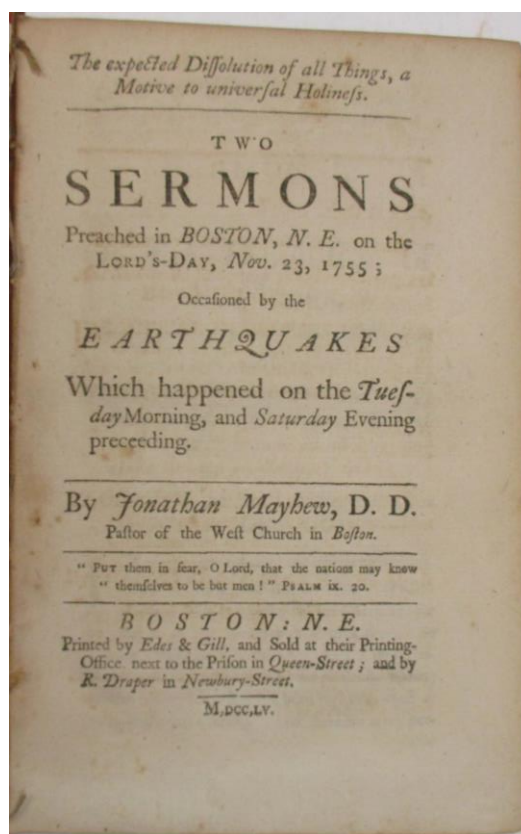 The expected Diſſolution of all Things, a
Motive to univerſal Holineſs.
TWO
SERMONS
Preached in BOSTON, N. E. on the
LORD'S-DAY, Nov. 23, 1755;
Occaſioned by the
EARTHQUAKES
Which happened on the Tueſ-
day Morning, and Saturday Evening
preceeding.
By Jonathan Mayhew, D. D.
Paſtor of the Weſt Church in Boſton.
" PUT them in fear, O Lord, that the nations may know
" themſelves to be but men ! " PSALM ix. 20.
BOSTON: N. E.
Printed by Edes & Gill, and Sold at their Printing-
Office next to the Priſon in Queen-Street; and by
R. Draper in Newbury-Street.
M,DCC,LV.